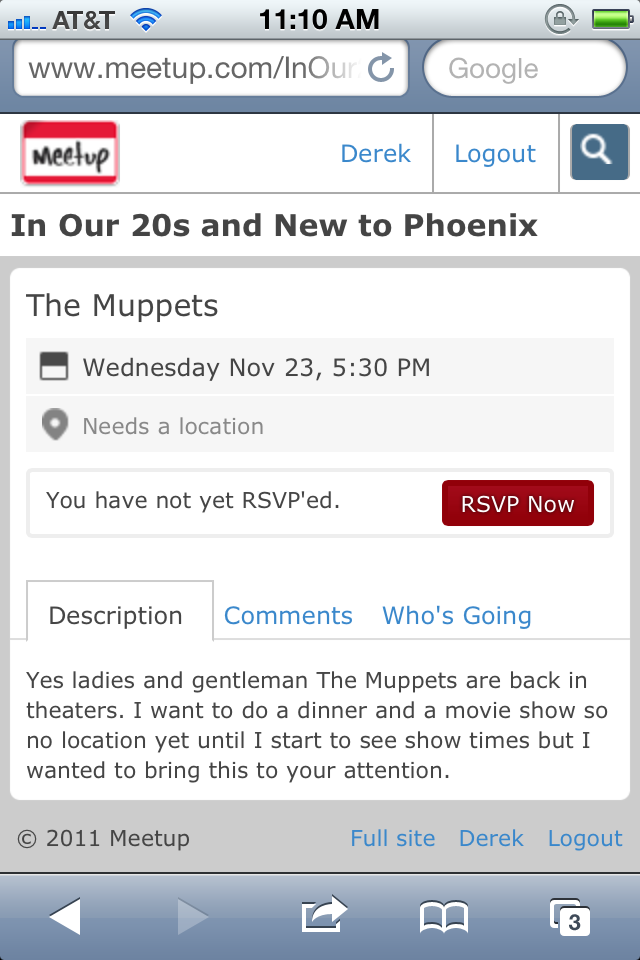 AT&T 11:10 AM
www.meetup.com/InOur Google
Meetup Derek Logout
In Our 20s and New to Phoenix
The Muppets
Wednesday Nov 23, 5:30 PM
Needs a location
You have not yet RSVP'ed. RSVP Now
Description Comments Who's Going
Yes ladies and gentleman The Muppets are back in
theaters. I want to do a dinner and a movie show so
no location yet until I start to see show times but I
wanted to bring this to your attention.
© 2011 Meetup Full site Derek Logout
3